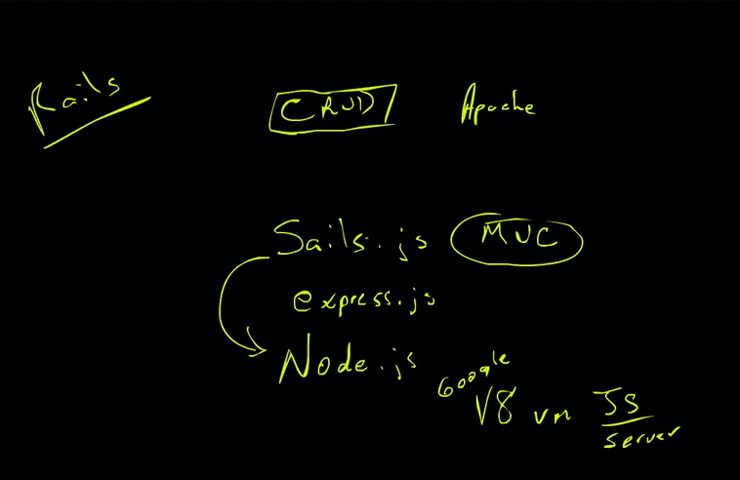 Rails CRUD Apache
Sails.js MVC
express.js
Node.js
Google
V8 vm JS
server